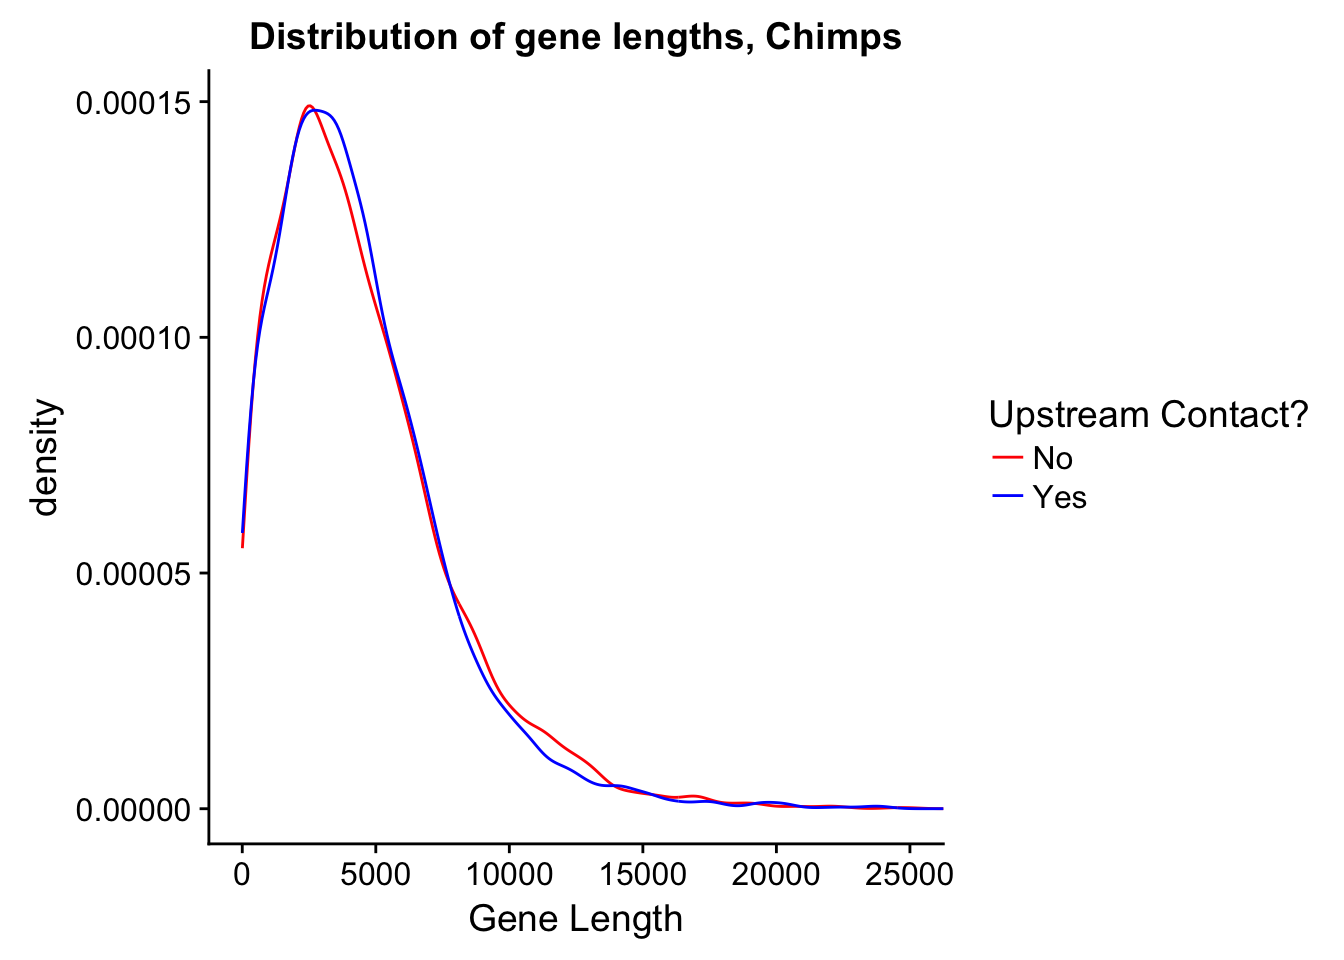 Distribution of gene lengths, Chimps
0.00015
0.00010
0.00005
0.00000
density
0 5000 10000 15000 20000 25000
Gene Length
Upstream Contact?
No
Yes